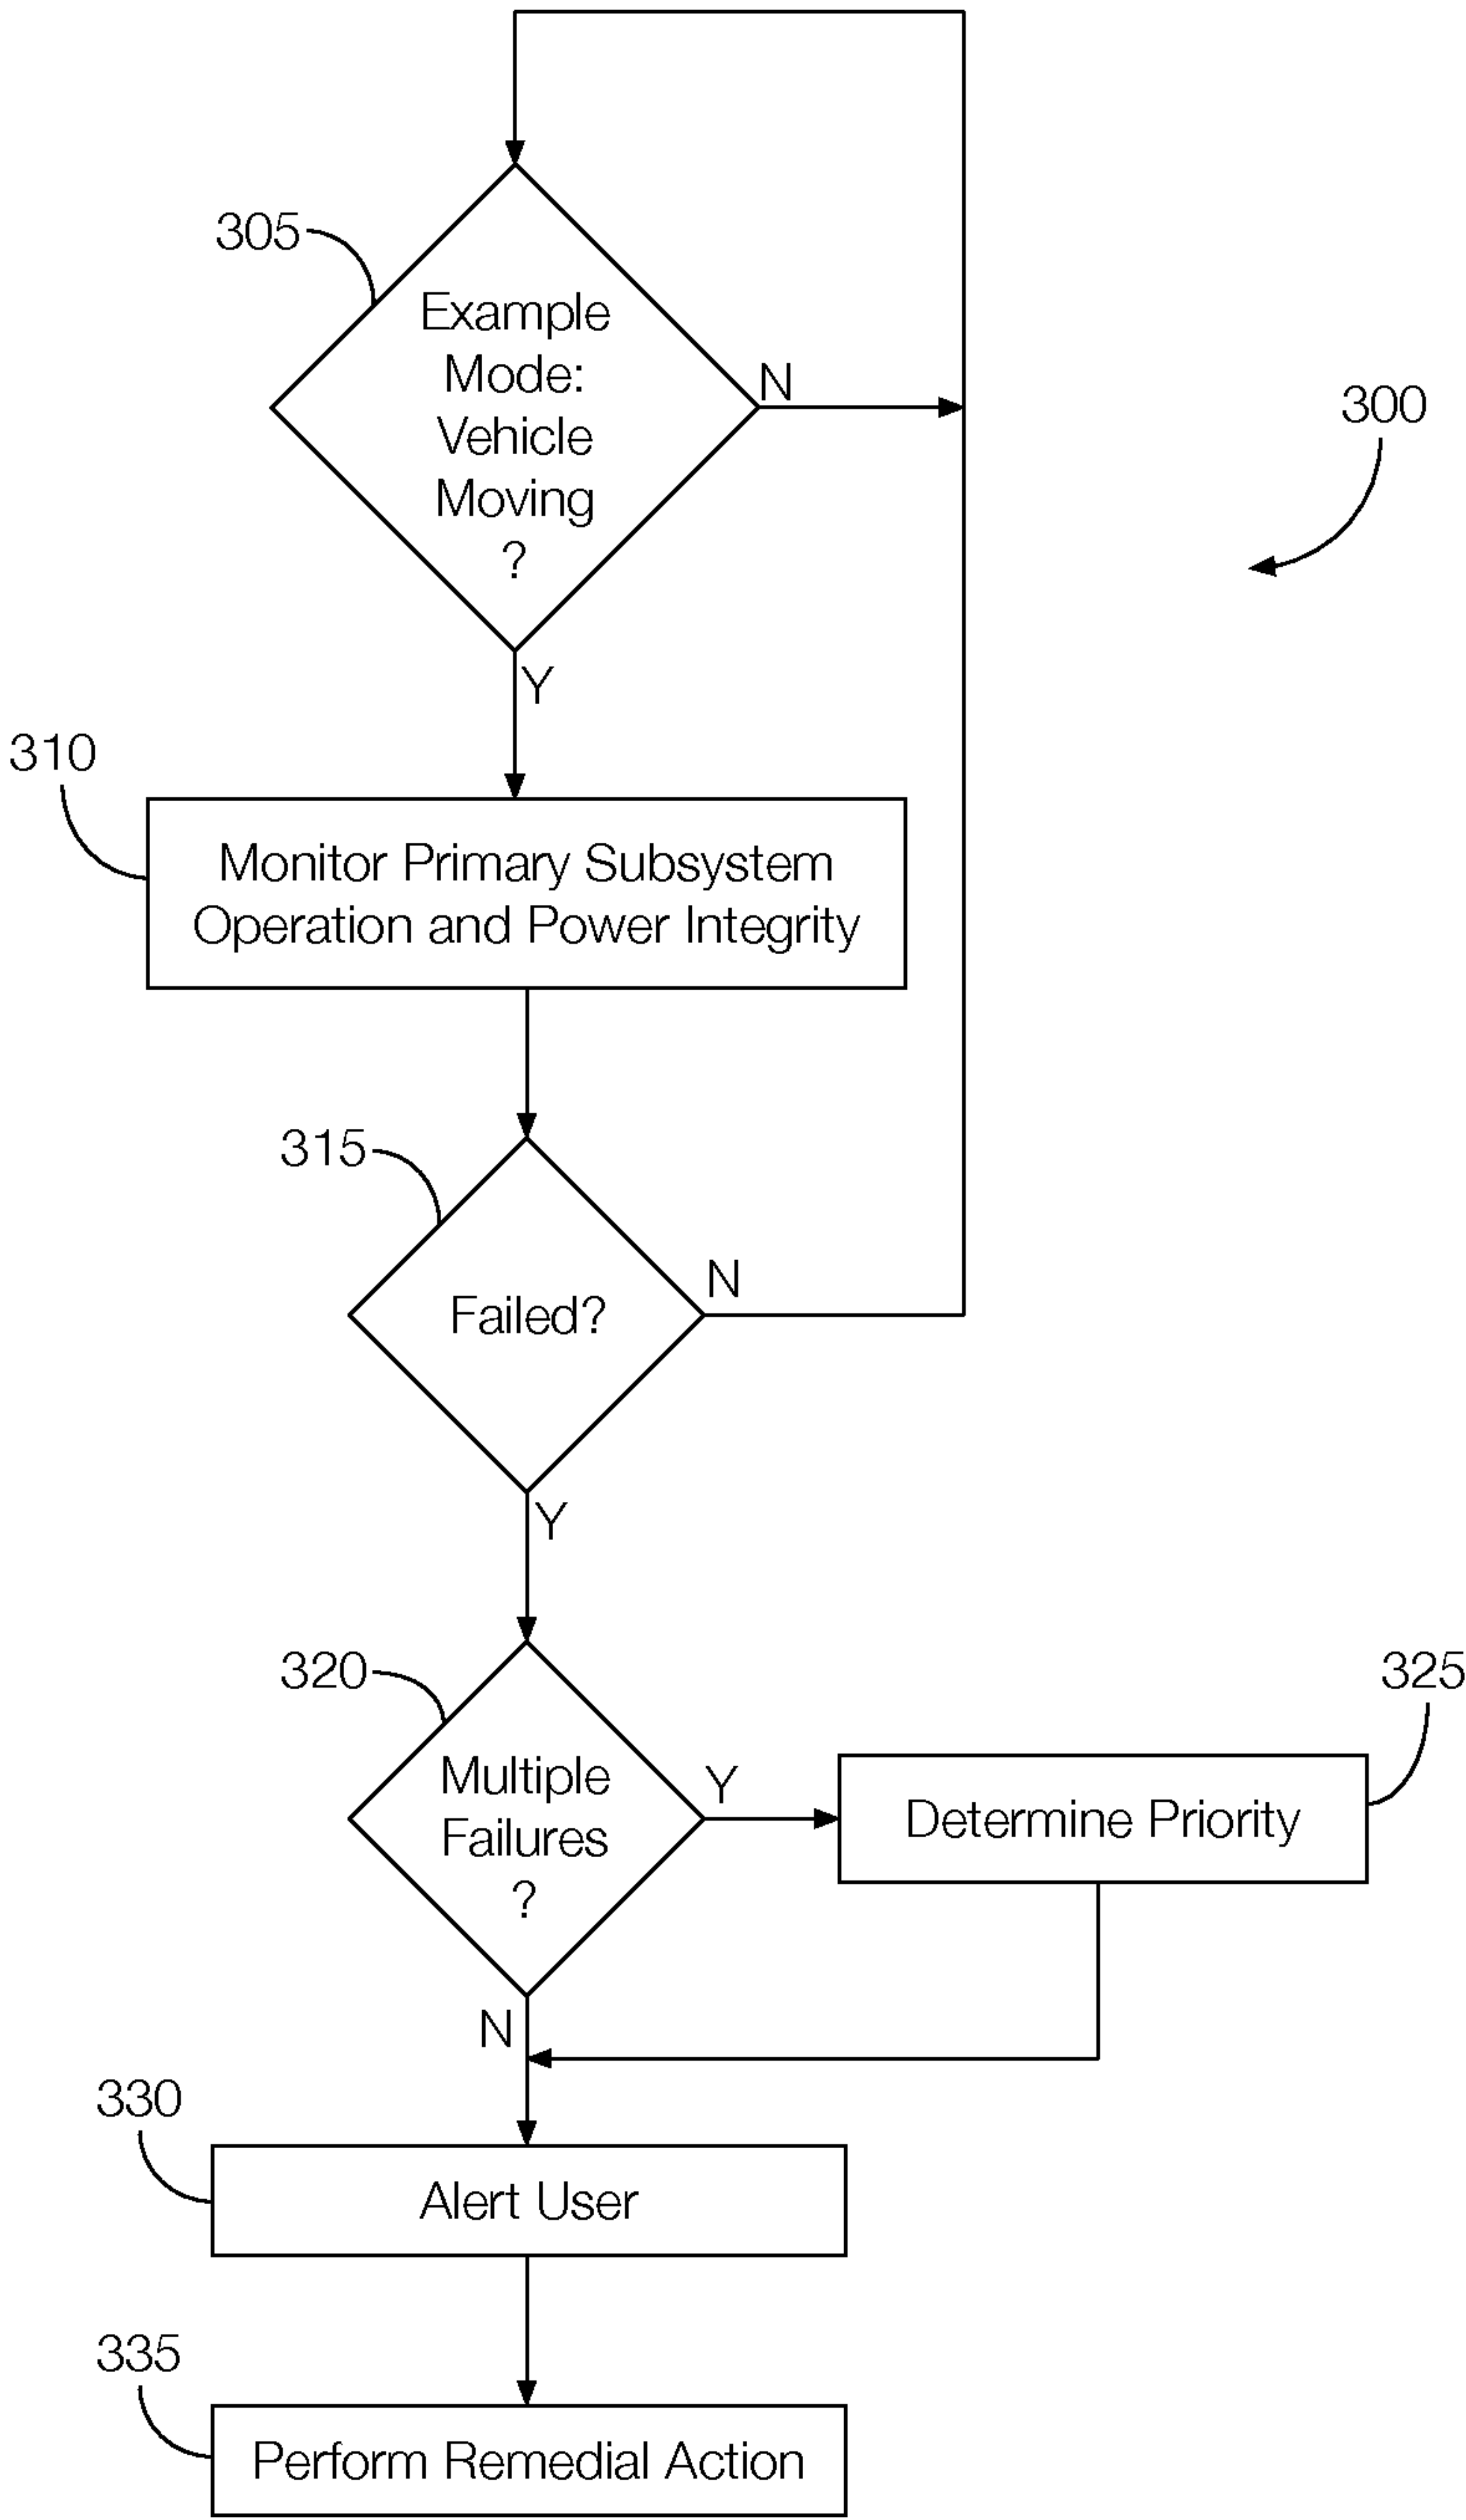 305
Example
Mode:
Vehicle
Moving
?
N
300
Y
310
Monitor Primary Subsystem
Operation and Power Integrity
315
Failed?
N
Y
320
Multiple
Failures
?
Y
325
Determine Priority
N
330
Alert User
335
Perform Remedial Action